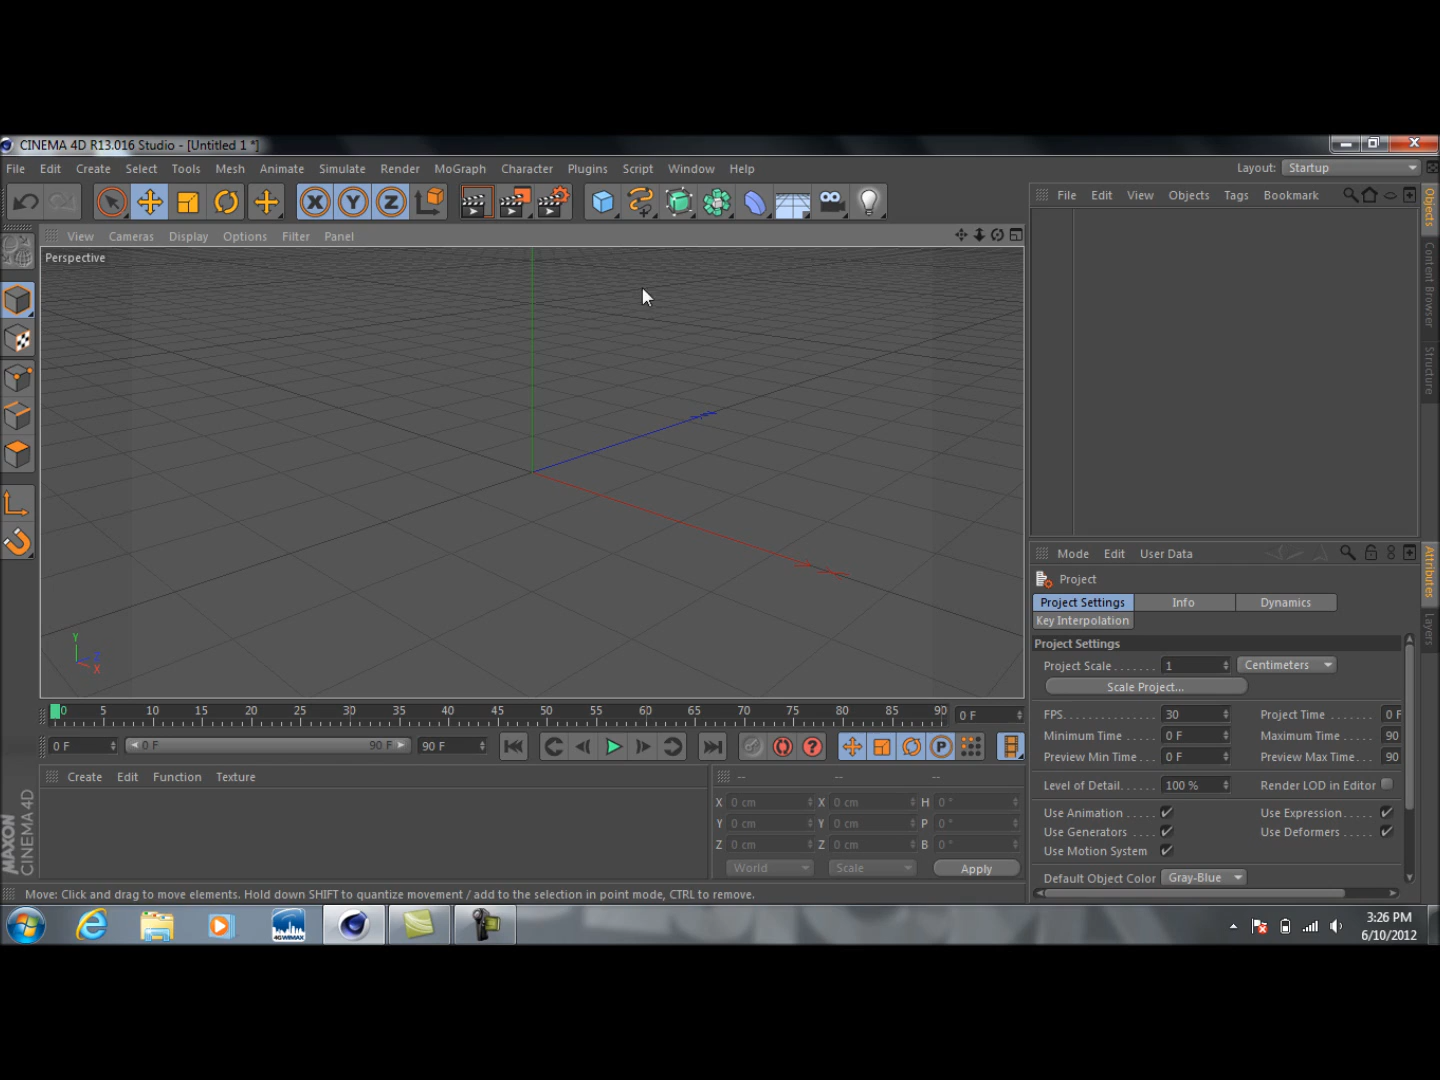 CINEMA 4D R13.016 Studio - [Untitled 1 *]
File Edit Create Select Tools Mesh Animate Simulate Render MoGraph Character Plugins Script Window Help Layout: Startup
X Y Z
File Edit View Objects Tags Bookmark
Objects
Content Browser
Structure
View Cameras Display Options Filter Panel
Perspective
Y
Z
X
0 5 10 15 20 25 30 35 40 45 50 55 60 65 70 75 80 85 90 0 F
0 F 0 F 90 F 90 F ? P
Create Edit Function Texture
-- -- --
X 0 cm X 0 cm H 0 °
Y 0 cm Y 0 cm P 0 °
Z 0 cm Z 0 cm B 0 °
World Scale Apply
MAXON
CINEMA 4D
Move: Click and drag to move elements. Hold down SHIFT to quantize movement / add to the selection in point mode, CTRL to remove.
Mode Edit User Data
Attributes
Layers
Project
Project Settings Info Dynamics
Key Interpolation
Project Settings
Project Scale . . . . . . . 1 Centimeters
Scale Project...
FPS. . . . . . . . . . . . . . 30 Project Time . . . . . . . 0 F
Minimum Time . . . . . 0 F Maximum Time . . . . . 90
Preview Min Time. . . . 0 F Preview Max Time. . . . 90
Level of Detail. . . . . . 100 % Render LOD in Editor
Use Animation . . . . . Use Expression. . . . . .
Use Generators . . . . Use Deformers . . . . .
Use Motion System
Default Object Color Gray-Blue
4GWIMAX
3:26 PM
6/10/2012